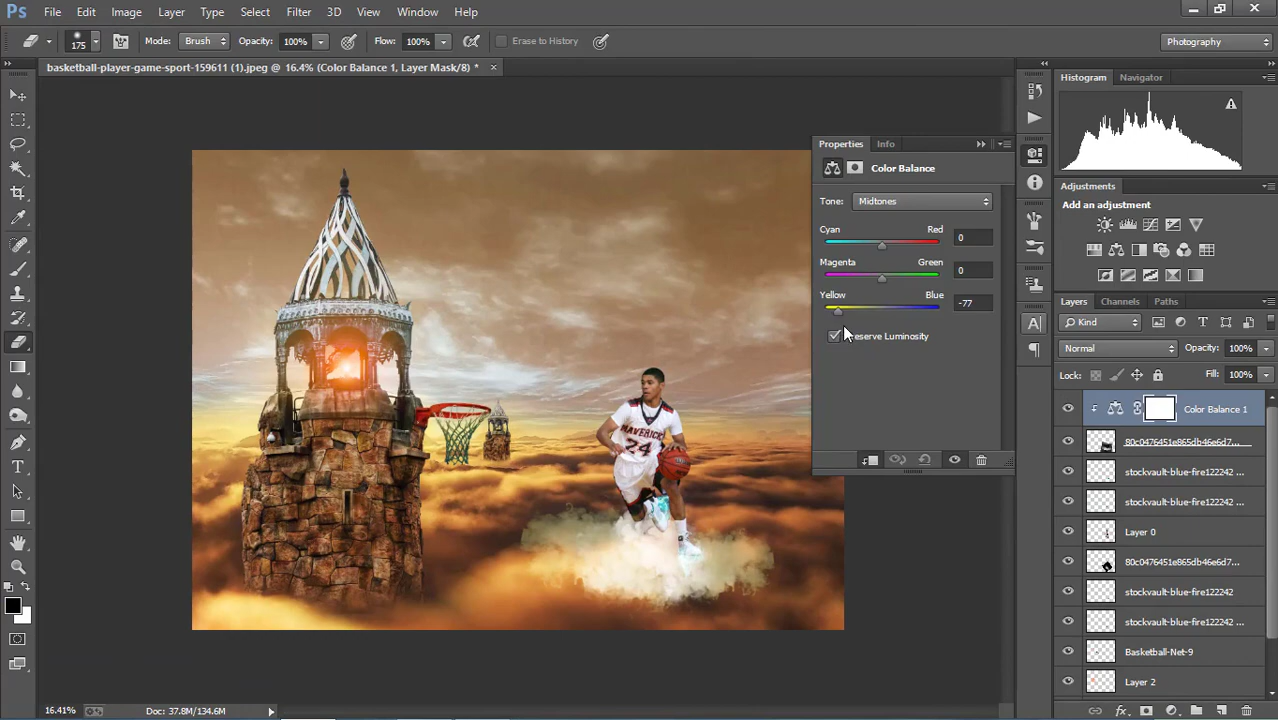 Ps File Edit Image Layer Type Select Filter 3D View Window Help
175 Mode: Brush Opacity: 100% Flow: 100% Erase to History Photography
basketball-player-game-sport-159611 (1).jpeg @ 16.4% (Color Balance 1, Layer Mask/8) *
Histogram Navigator
Properties Info
Color Balance
Tone: Midtones
Cyan Red 0
Magenta Green 0
Yellow Blue -77
eserve Luminosity
Adjustments
Add an adjustment
Layers Channels Paths
Kind
Normal Opacity: 100%
Lock: Fill: 100%
Color Balance 1
80c0476451e865db46e6d7...
stockvault-blue-fire122242 ...
stockvault-blue-fire122242 ...
Layer 0
80c0476451e865db46e6d7...
stockvault-blue-fire122242
stockvault-blue-fire122242 ...
Basketball-Net-9
Layer 2
MAVERICKS
24
16.41% Doc: 37.8M/134.6M